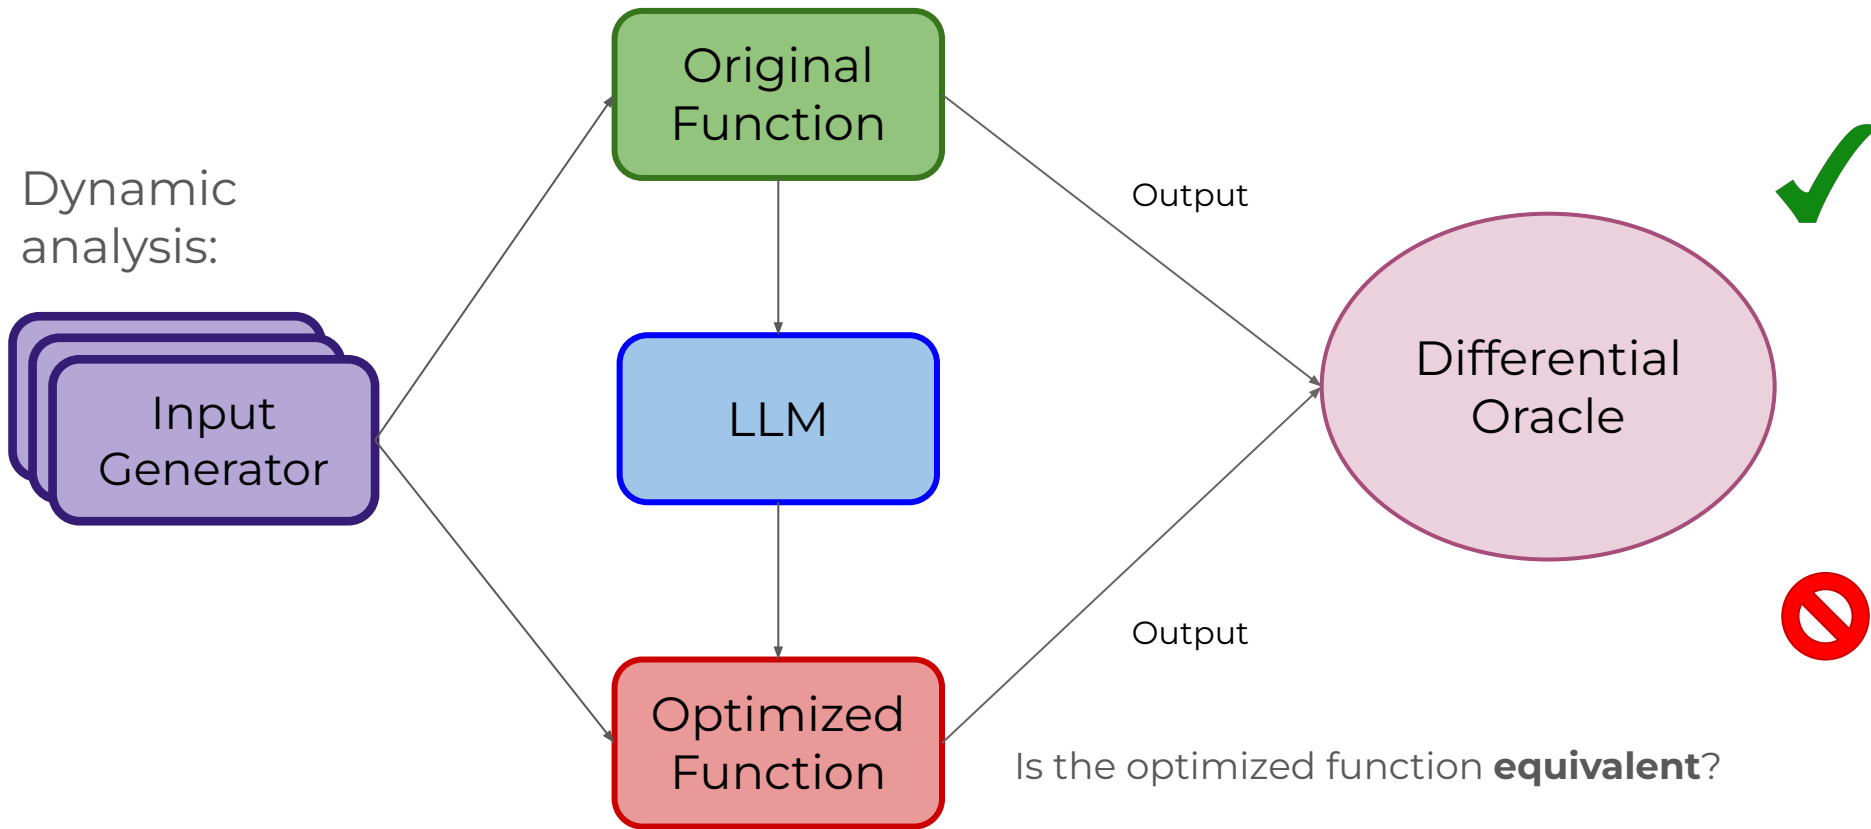 Dynamic
analysis:
Input
Generator
Original
Function
LLM
Optimized
Function
Output
Output
Differential
Oracle
Is the optimized function equivalent?